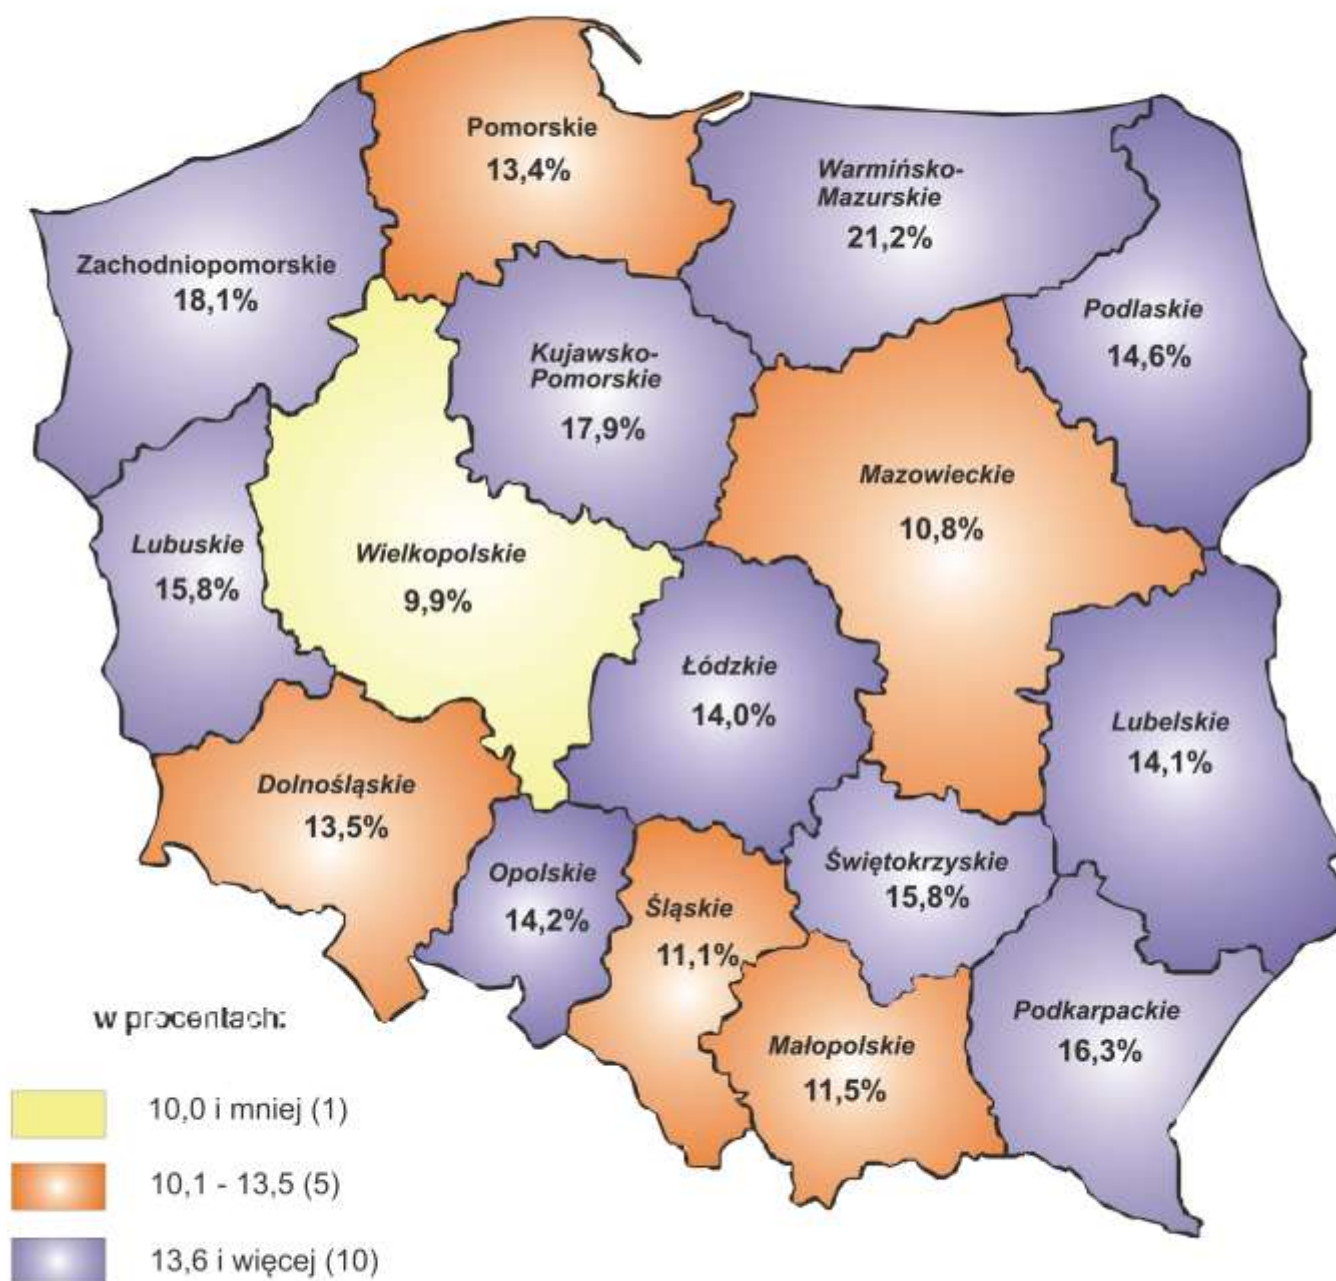 Pomorskie
13,4%
Warmińsko-
Mazurskie
21,2%
Zachodniopomorskie
18,1%
Podlaskie
14,6%
Kujawsko-
Pomorskie
17,9%
Mazowieckie
10,8%
Lubuskie
15,8%
Wielkopolskie
9,9%
Łódzkie
14,0%
Lubelskie
14,1%
Dolnośląskie
13,5%
Opolskie
14,2%
Śląskie
11,1%
Świętokrzyskie
15,8%
Podkarpackie
16,3%
Małopolskie
11,5%
w procentach:
10,0 i mniej (1)
10,1 - 13,5 (5)
13,6 i więcej (10)